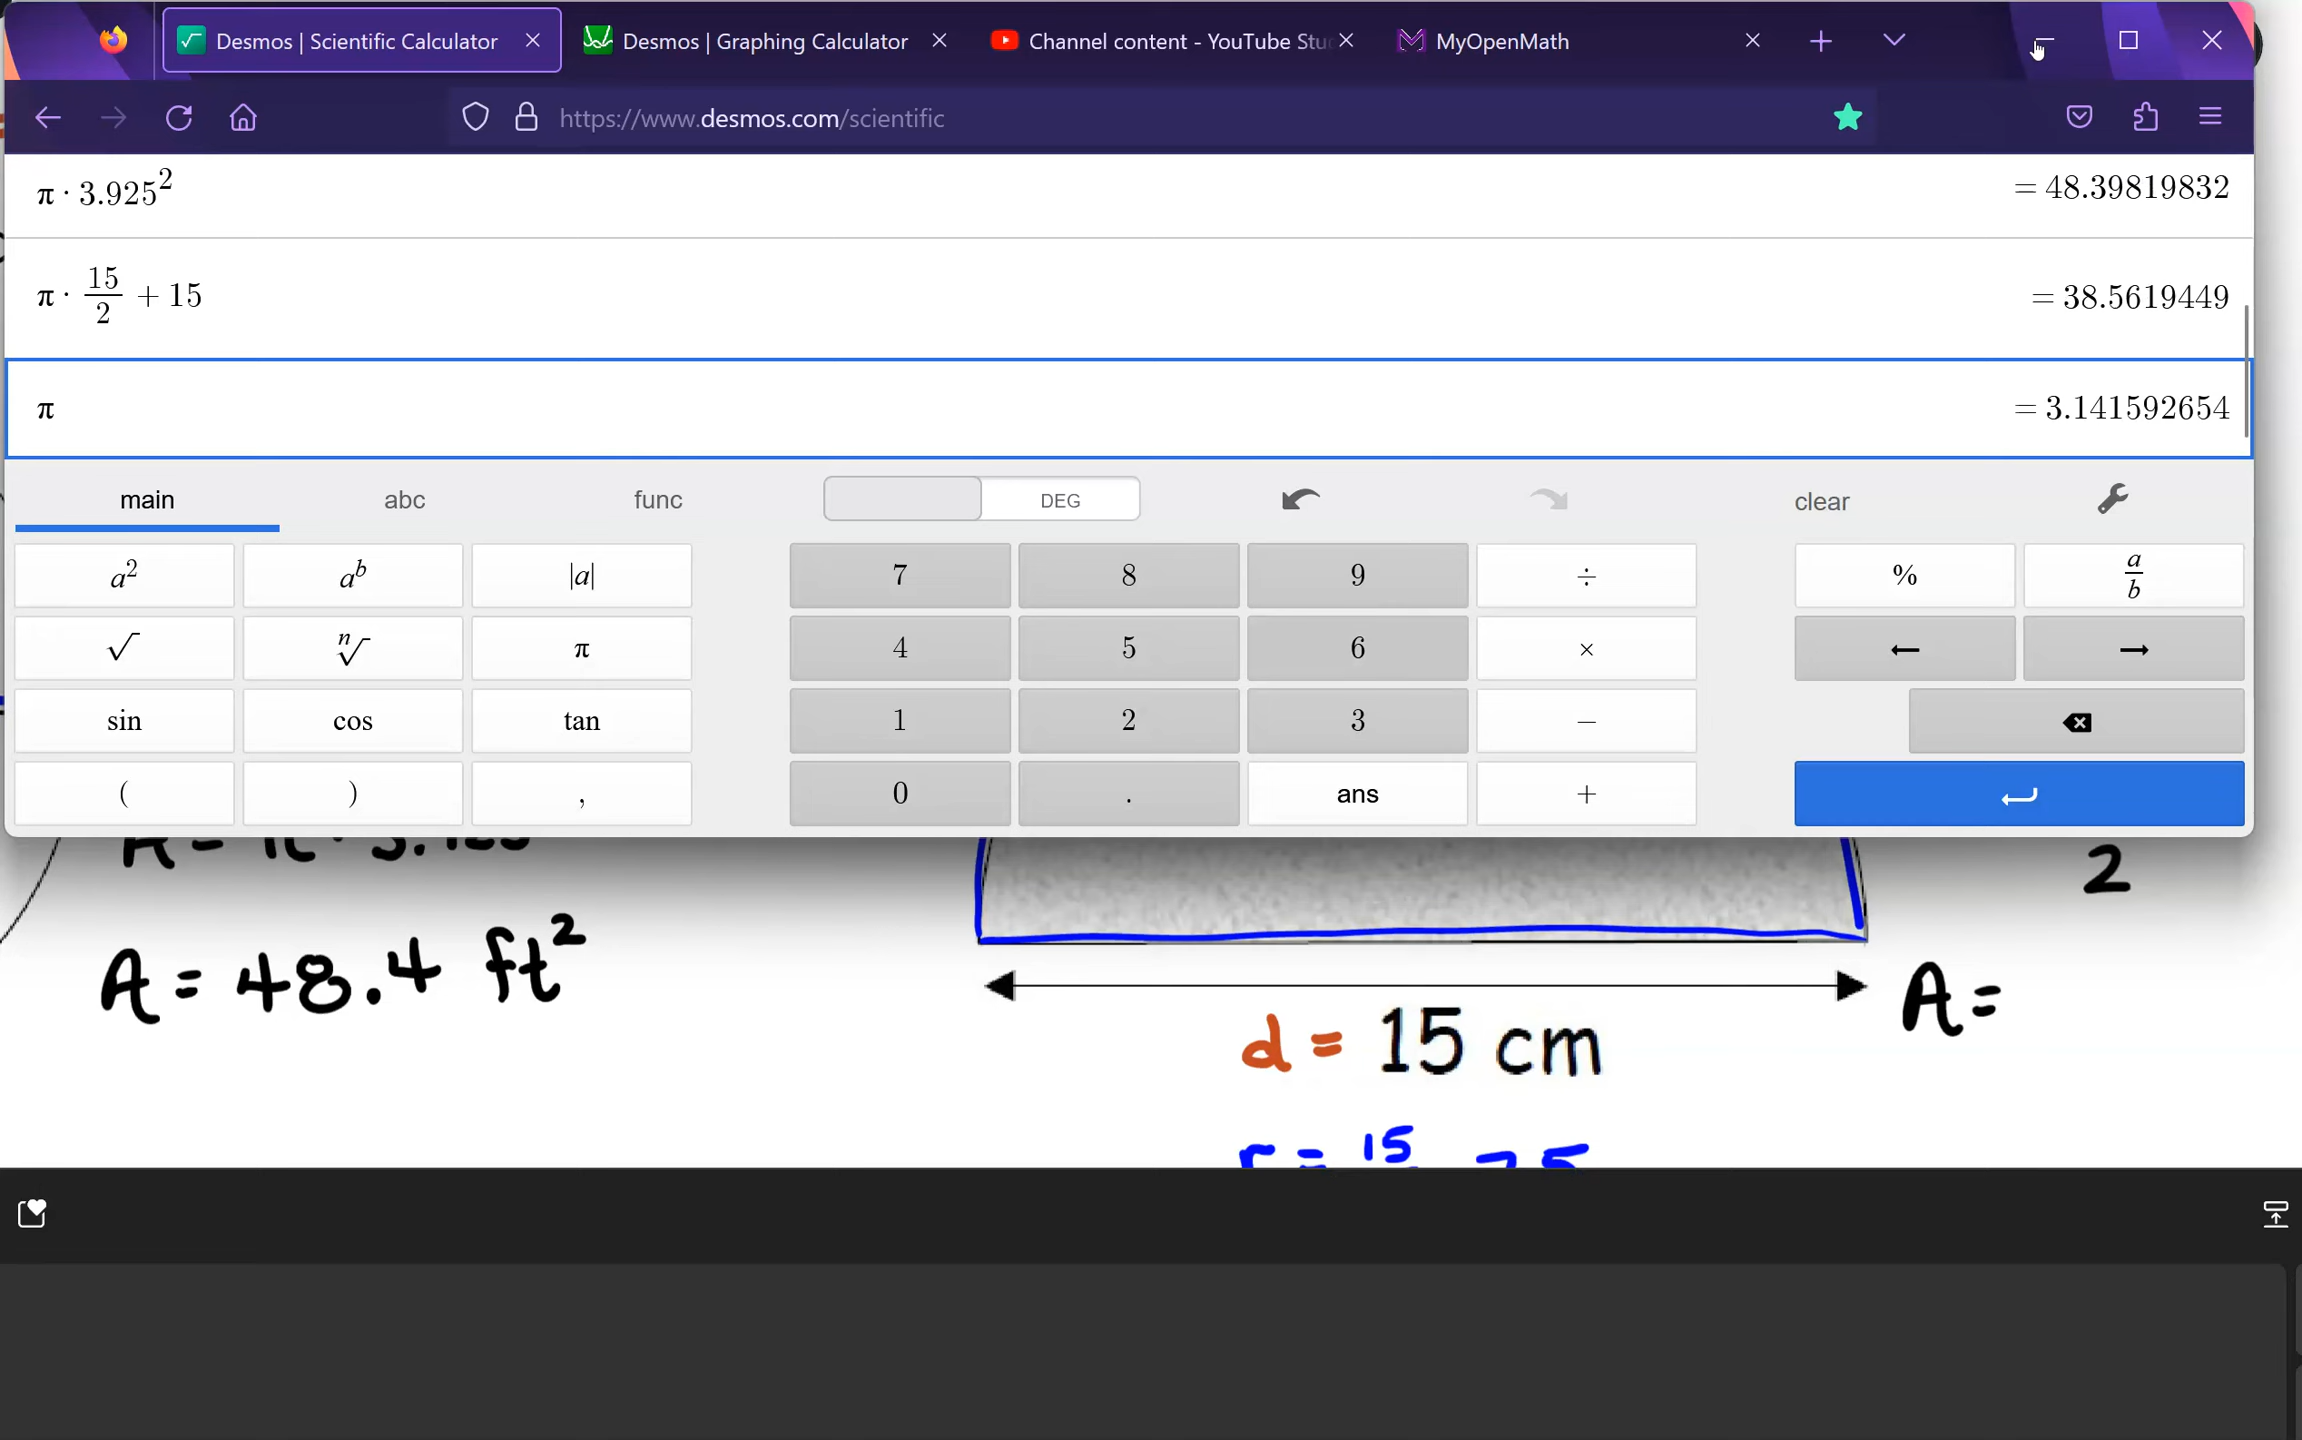 Desmos | Scientific Calculator
Desmos | Graphing Calculator
Channel content - YouTube Stu
MyOpenMath
https://www.desmos.com/scientific
π · 3.925² = 48.39819832
π · 15/2 + 15 = 38.5619449
π = 3.141592654
main abc func DEG clear
a² a^b |a| 7 8 9 ÷ % a/b
√ ⁿ√ π 4 5 6 × ← →
sin cos tan 1 2 3 −
( ) , 0 . ans +
2
A = 48.4 ft²
A =
d = 15 cm
r = 15